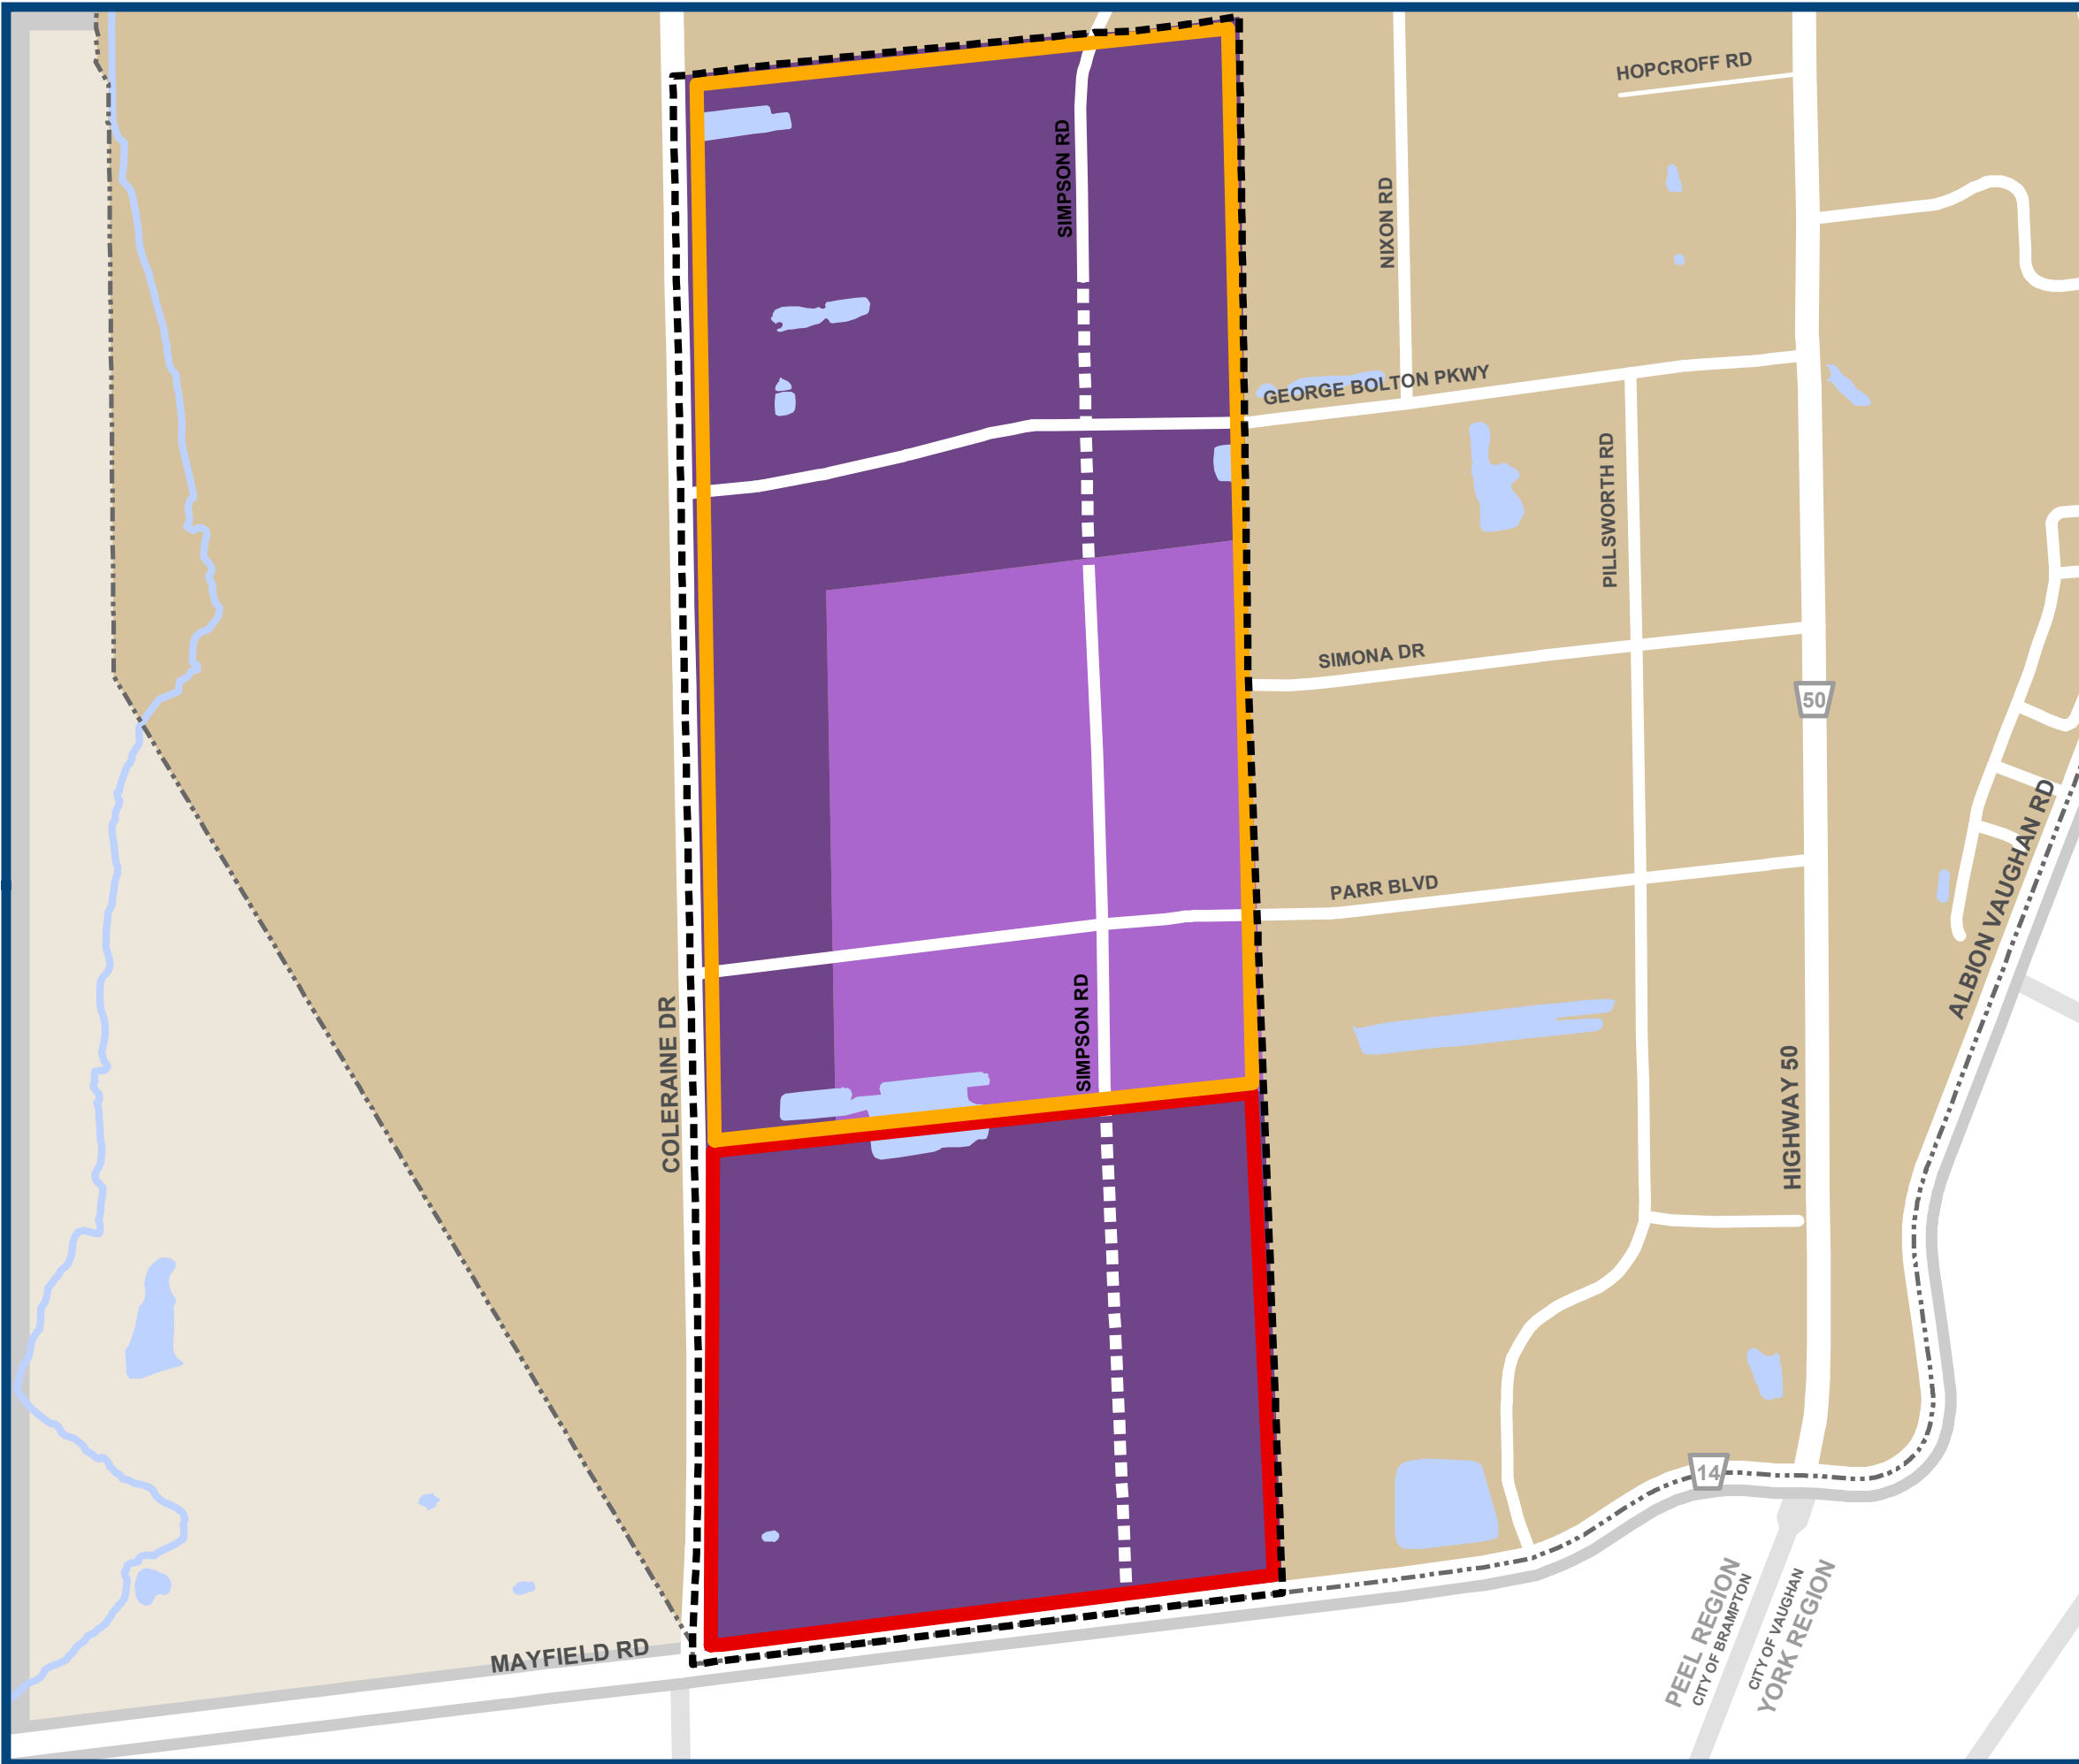 HOPCROFF RD
SIMPSON RD
NIXON RD
GEORGE BOLTON PKWY
PILLSWORTH RD
SIMONA DR
50
ALBION VAUGHAN RD
PARR BLVD
SIMPSON RD
COLERAINE DR
HIGHWAY 50
14
MAYFIELD RD
PEEL REGION
CITY OF BRAMPTON
CITY OF VAUGHAN
YORK REGION